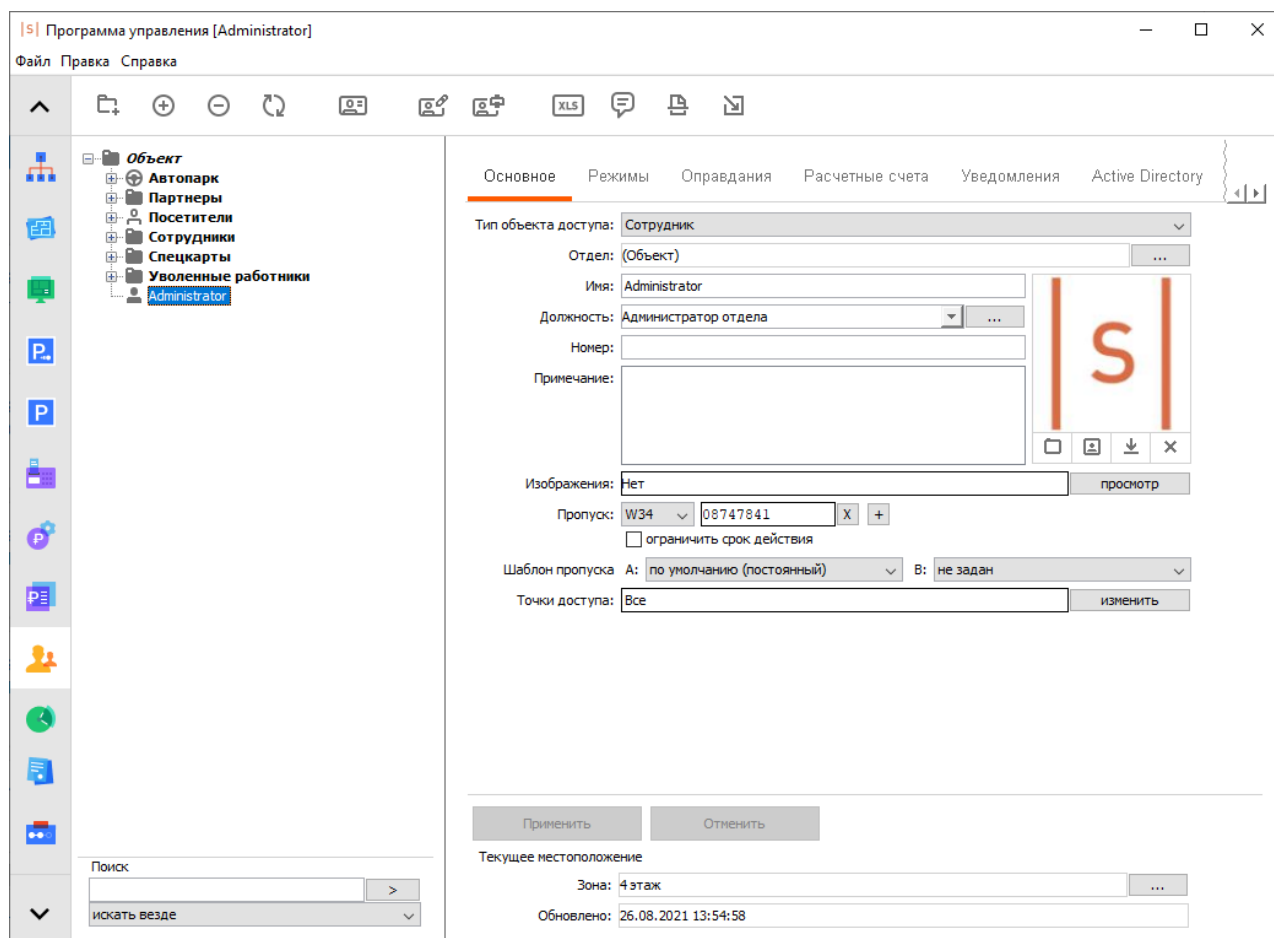 |S| Программа управления [Administrator]
Файл Правка Справка
XLS
Объект
Автопарк
Партнеры
Посетители
Сотрудники
Спецкарты
Уволенные работники
Administrator
Поиск
>
искать везде
Основное Режимы Оправдания Расчетные счета Уведомления Active Directory
Тип объекта доступа: Сотрудник
Отдел: (Объект) ...
Имя: Administrator
Должность: Администратор отдела ...
Номер:
Примечание:
|S|
Изображения: Нет просмотр
Пропуск: W34 08747841 X +
ограничить срок действия
Шаблон пропуска A: по умолчанию (постоянный) B: не задан
Точки доступа: Все изменить
Применить Отменить
Текущее местоположение
Зона: 4 этаж ...
Обновлено: 26.08.2021 13:54:58
P
P
₽
₽